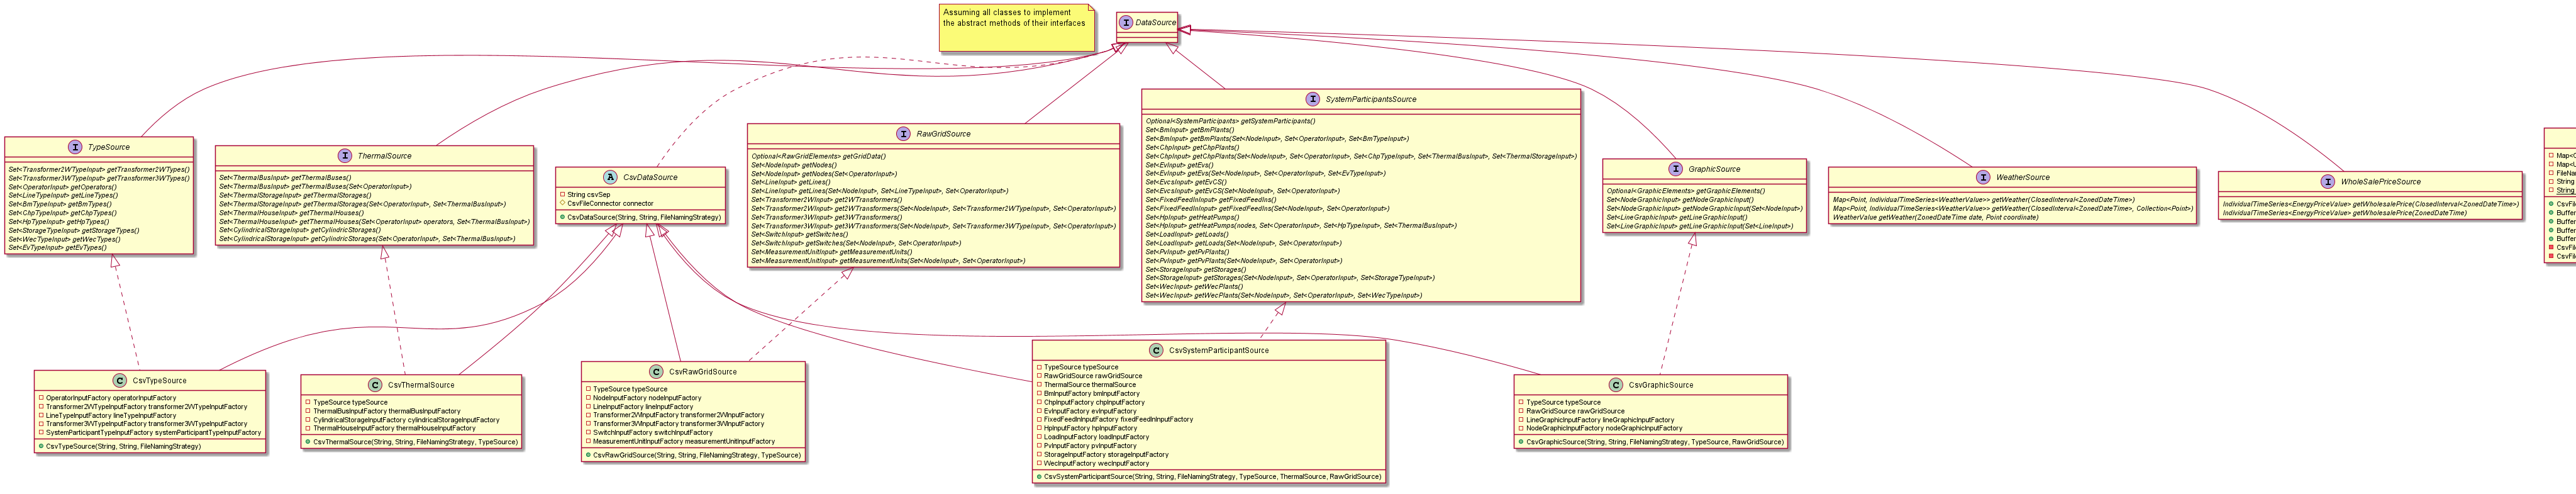 Assuming all classes to implement
the abstract methods of their interfaces
I DataSource
I TypeSource
Set<Transformer2WTypeInput> getTransformer2WTypes()
Set<Transformer3WTypeInput> getTransformer3WTypes()
Set<OperatorInput> getOperators()
Set<LineTypeInput> getLineTypes()
Set<BmTypeInput> getBmTypes()
Set<ChpTypeInput> getChpTypes()
Set<HpTypeInput> getHpTypes()
Set<StorageTypeInput> getStorageTypes()
Set<WecTypeInput> getWecTypes()
Set<EvTypeInput> getEvTypes()
I ThermalSource
Set<ThermalBusInput> getThermalBuses()
Set<ThermalBusInput> getThermalBuses(Set<OperatorInput>)
Set<ThermalStorageInput> getThermalStorages()
Set<ThermalStorageInput> getThermalStorages(Set<OperatorInput>, Set<ThermalBusInput>)
Set<ThermalHouseInput> getThermalHouses()
Set<ThermalHouseInput> getThermalHouses(Set<OperatorInput> operators, Set<ThermalBusInput>)
Set<CylindricalStorageInput> getCylindricStorages()
Set<CylindricalStorageInput> getCylindricStorages(Set<OperatorInput>, Set<ThermalBusInput>)
A CsvDataSource
String csvSep
CsvFileConnector connector
CsvDataSource(String, String, FileNamingStrategy)
I RawGridSource
Optional<RawGridElements> getGridData()
Set<NodeInput> getNodes()
Set<NodeInput> getNodes(Set<OperatorInput>)
Set<LineInput> getLines()
Set<LineInput> getLines(Set<NodeInput>, Set<LineTypeInput>, Set<OperatorInput>)
Set<Transformer2WInput> get2WTransformers()
Set<Transformer2WInput> get2WTransformers(Set<NodeInput>, Set<Transformer2WTypeInput>, Set<OperatorInput>)
Set<Transformer3WInput> get3WTransformers()
Set<Transformer3WInput> get3WTransformers(Set<NodeInput>, Set<Transformer3WTypeInput>, Set<OperatorInput>)
Set<SwitchInput> getSwitches()
Set<SwitchInput> getSwitches(Set<NodeInput>, Set<OperatorInput>)
Set<MeasurementUnitInput> getMeasurementUnits()
Set<MeasurementUnitInput> getMeasurementUnits(Set<NodeInput>, Set<OperatorInput>)
I SystemParticipantsSource
Optional<SystemParticipants> getSystemParticipants()
Set<BmInput> getBmPlants()
Set<BmInput> getBmPlants(Set<NodeInput>, Set<OperatorInput>, Set<BmTypeInput>)
Set<ChpInput> getChpPlants()
Set<ChpInput> getChpPlants(Set<NodeInput>, Set<OperatorInput>, Set<ChpTypeInput>, Set<ThermalBusInput>, Set<ThermalStorageInput>)
Set<EvInput> getEvs()
Set<EvInput> getEvs(Set<NodeInput>, Set<OperatorInput>, Set<EvTypeInput>)
Set<EvcsInput> getEvCS()
Set<EvcsInput> getEvCS(Set<NodeInput>, Set<OperatorInput>)
Set<FixedFeedInInput> getFixedFeedIns()
Set<FixedFeedInInput> getFixedFeedIns(Set<NodeInput>, Set<OperatorInput>)
Set<HpInput> getHeatPumps()
Set<HpInput> getHeatPumps(nodes, Set<OperatorInput>, Set<HpTypeInput>, Set<ThermalBusInput>)
Set<LoadInput> getLoads()
Set<LoadInput> getLoads(Set<NodeInput>, Set<OperatorInput>)
Set<PvInput> getPvPlants()
Set<PvInput> getPvPlants(Set<NodeInput>, Set<OperatorInput>)
Set<StorageInput> getStorages()
Set<StorageInput> getStorages(Set<NodeInput>, Set<OperatorInput>, Set<StorageTypeInput>)
Set<WecInput> getWecPlants()
Set<WecInput> getWecPlants(Set<NodeInput>, Set<OperatorInput>, Set<WecTypeInput>)
I GraphicSource
Optional<GraphicElements> getGraphicElements()
Set<NodeGraphicInput> getNodeGraphicInput()
Set<NodeGraphicInput> getNodeGraphicInput(Set<NodeInput>)
Set<LineGraphicInput> getLineGraphicInput()
Set<LineGraphicInput> getLineGraphicInput(Set<LineInput>)
I WeatherSource
Map<Point, IndividualTimeSeries<WeatherValue>> getWeather(ClosedInterval<ZonedDateTime>)
Map<Point, IndividualTimeSeries<WeatherValue>> getWeather(ClosedInterval<ZonedDateTime>, Collection<Point>)
WeatherValue getWeather(ZonedDateTime date, Point coordinate)
I WholeSalePriceSource
IndividualTimeSeries<EnergyPriceValue> getWholesalePrice(ClosedInterval<ZonedDateTime>)
IndividualTimeSeries<EnergyPriceValue> getWholesalePrice(ZonedDateTime)
String
String
C CsvTypeSource
OperatorInputFactory operatorInputFactory
Transformer2WTypeInputFactory transformer2WTypeInputFactory
LineTypeInputFactory lineTypeInputFactory
Transformer3WTypeInputFactory transformer3WTypeInputFactory
SystemParticipantTypeInputFactory systemParticipantTypeInputFactory
CsvTypeSource(String, String, FileNamingStrategy)
C CsvThermalSource
TypeSource typeSource
ThermalBusInputFactory thermalBusInputFactory
CylindricalStorageInputFactory cylindricalStorageInputFactory
ThermalHouseInputFactory thermalHouseInputFactory
CsvThermalSource(String, String, FileNamingStrategy, TypeSource)
C CsvRawGridSource
TypeSource typeSource
NodeInputFactory nodeInputFactory
LineInputFactory lineInputFactory
Transformer2WInputFactory transformer2WInputFactory
Transformer3WInputFactory transformer3WInputFactory
SwitchInputFactory switchInputFactory
MeasurementUnitInputFactory measurementUnitInputFactory
CsvRawGridSource(String, String, FileNamingStrategy, TypeSource)
C CsvSystemParticipantSource
TypeSource typeSource
RawGridSource rawGridSource
ThermalSource thermalSource
BmInputFactory bmInputFactory
ChpInputFactory chpInputFactory
EvInputFactory evInputFactory
FixedFeedInInputFactory fixedFeedInInputFactory
HpInputFactory hpInputFactory
LoadInputFactory loadInputFactory
PvInputFactory pvInputFactory
StorageInputFactory storageInputFactory
WecInputFactory wecInputFactory
CsvSystemParticipantSource(String, String, FileNamingStrategy, TypeSource, ThermalSource, RawGridSource)
C CsvGraphicSource
TypeSource typeSource
RawGridSource rawGridSource
LineGraphicInputFactory lineGraphicInputFactory
NodeGraphicInputFactory nodeGraphicInputFactory
CsvGraphicSource(String, String, FileNamingStrategy, TypeSource, RawGridSource)